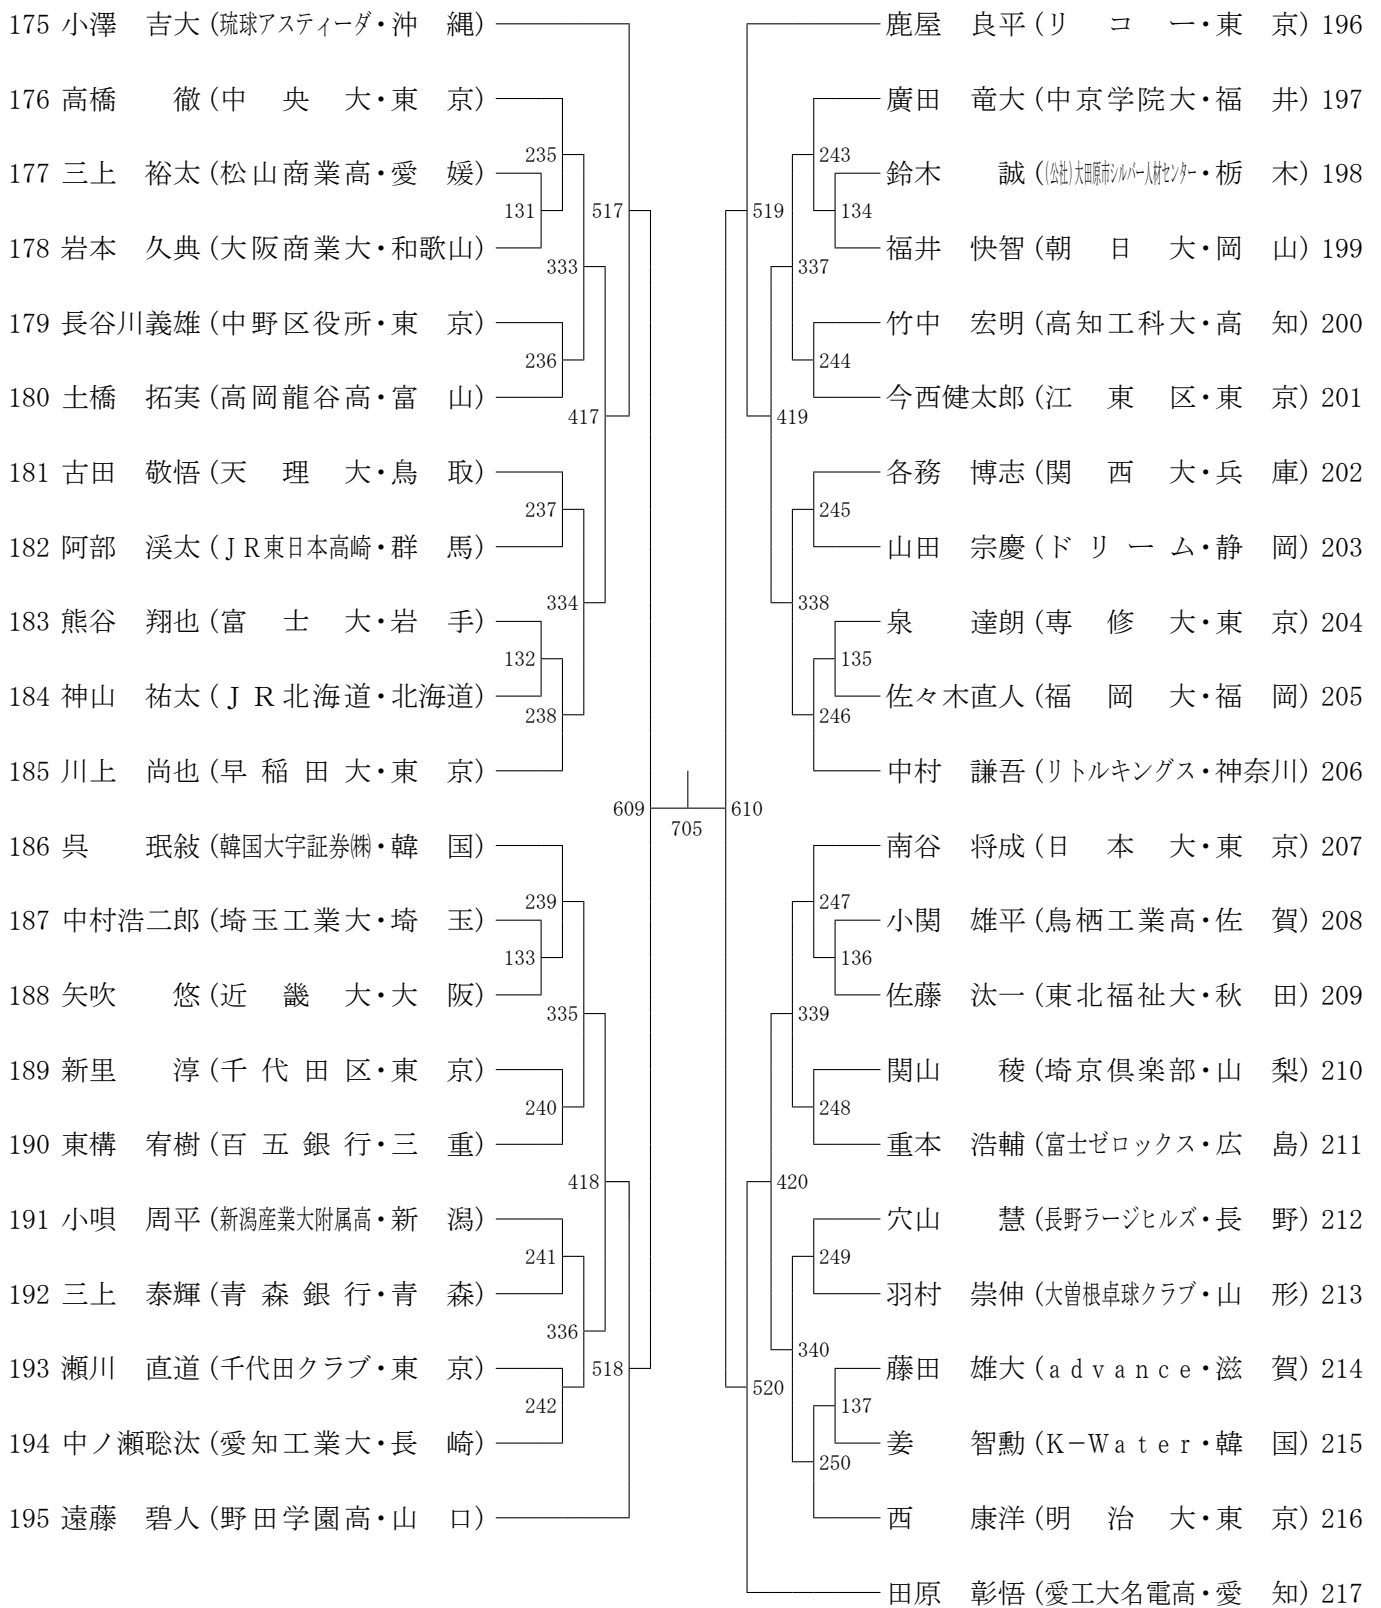 175 小澤　吉大 (琉球アスティーダ・沖　縄)
176 高橋　　徹 (中　央　大・東　京)
235
177 三上　裕太 (松山商業高・愛　媛)
131
517
178 岩本　久典 (大阪商業大・和歌山)
333
179 長谷川義雄 (中野区役所・東　京)
236
180 土橋　拓実 (高岡龍谷高・富　山)
417
181 古田　敬悟 (天　理　大・鳥　取)
237
182 阿部　渓太 (ＪＲ東日本高崎・群　馬)
334
183 熊谷　翔也 (富　士　大・岩　手)
132
184 神山　祐太 (ＪＲ北海道・北海道)
238
185 川上　尚也 (早 稲 田 大・東　京)
609
186 呉　　珉敍 (韓国大宇証券㈱・韓　国)
239
187 中村浩二郎 (埼玉工業大・埼　玉)
133
188 矢吹　　悠 (近　畿　大・大　阪)
335
189 新里　　淳 (千 代 田 区・東　京)
240
190 東構　宥樹 (百 五 銀 行・三　重)
418
191 小唄　周平 (新潟産業大附属高・新　潟)
241
192 三上　泰輝 (青 森 銀 行・青　森)
336
193 瀬川　直道 (千代田クラブ・東　京)
518
242
194 中ノ瀬聡汰 (愛知工業大・長　崎)
195 遠藤　碧人 (野田学園高・山　口)
705
鹿屋　良平 (リ　コ　ー・東　京) 196
廣田　竜大 (中京学院大・福　井) 197
243
鈴木　　誠 ((公社)大田原市シルバー人材センター・栃　木) 198
519
134
福井　快智 (朝　日　大・岡　山) 199
337
竹中　宏明 (高知工科大・高　知) 200
244
今西健太郎 (江　東　区・東　京) 201
419
各務　博志 (関　西　大・兵　庫) 202
245
山田　宗慶 (ド リ ー ム・静　岡) 203
338
泉　　達朗 (専　修　大・東　京) 204
135
佐々木直人 (福　岡　大・福　岡) 205
246
中村　謙吾 (リトルキングス・神奈川) 206
610
南谷　将成 (日　本　大・東　京) 207
247
小関　雄平 (鳥栖工業高・佐　賀) 208
136
佐藤　汰一 (東北福祉大・秋　田) 209
339
関山　　稜 (埼京倶楽部・山　梨) 210
248
重本　浩輔 (富士ゼロックス・広　島) 211
420
穴山　　慧 (長野ラージヒルズ・長　野) 212
249
羽村　崇伸 (大曽根卓球クラブ・山　形) 213
340
藤田　雄大 (ａｄｖａｎｃｅ・滋　賀) 214
520
137
姜　　智勳 (K−Ｗａｔｅｒ・韓　国) 215
250
西　　康洋 (明　治　大・東　京) 216
田原　彰悟 (愛工大名電高・愛　知) 217